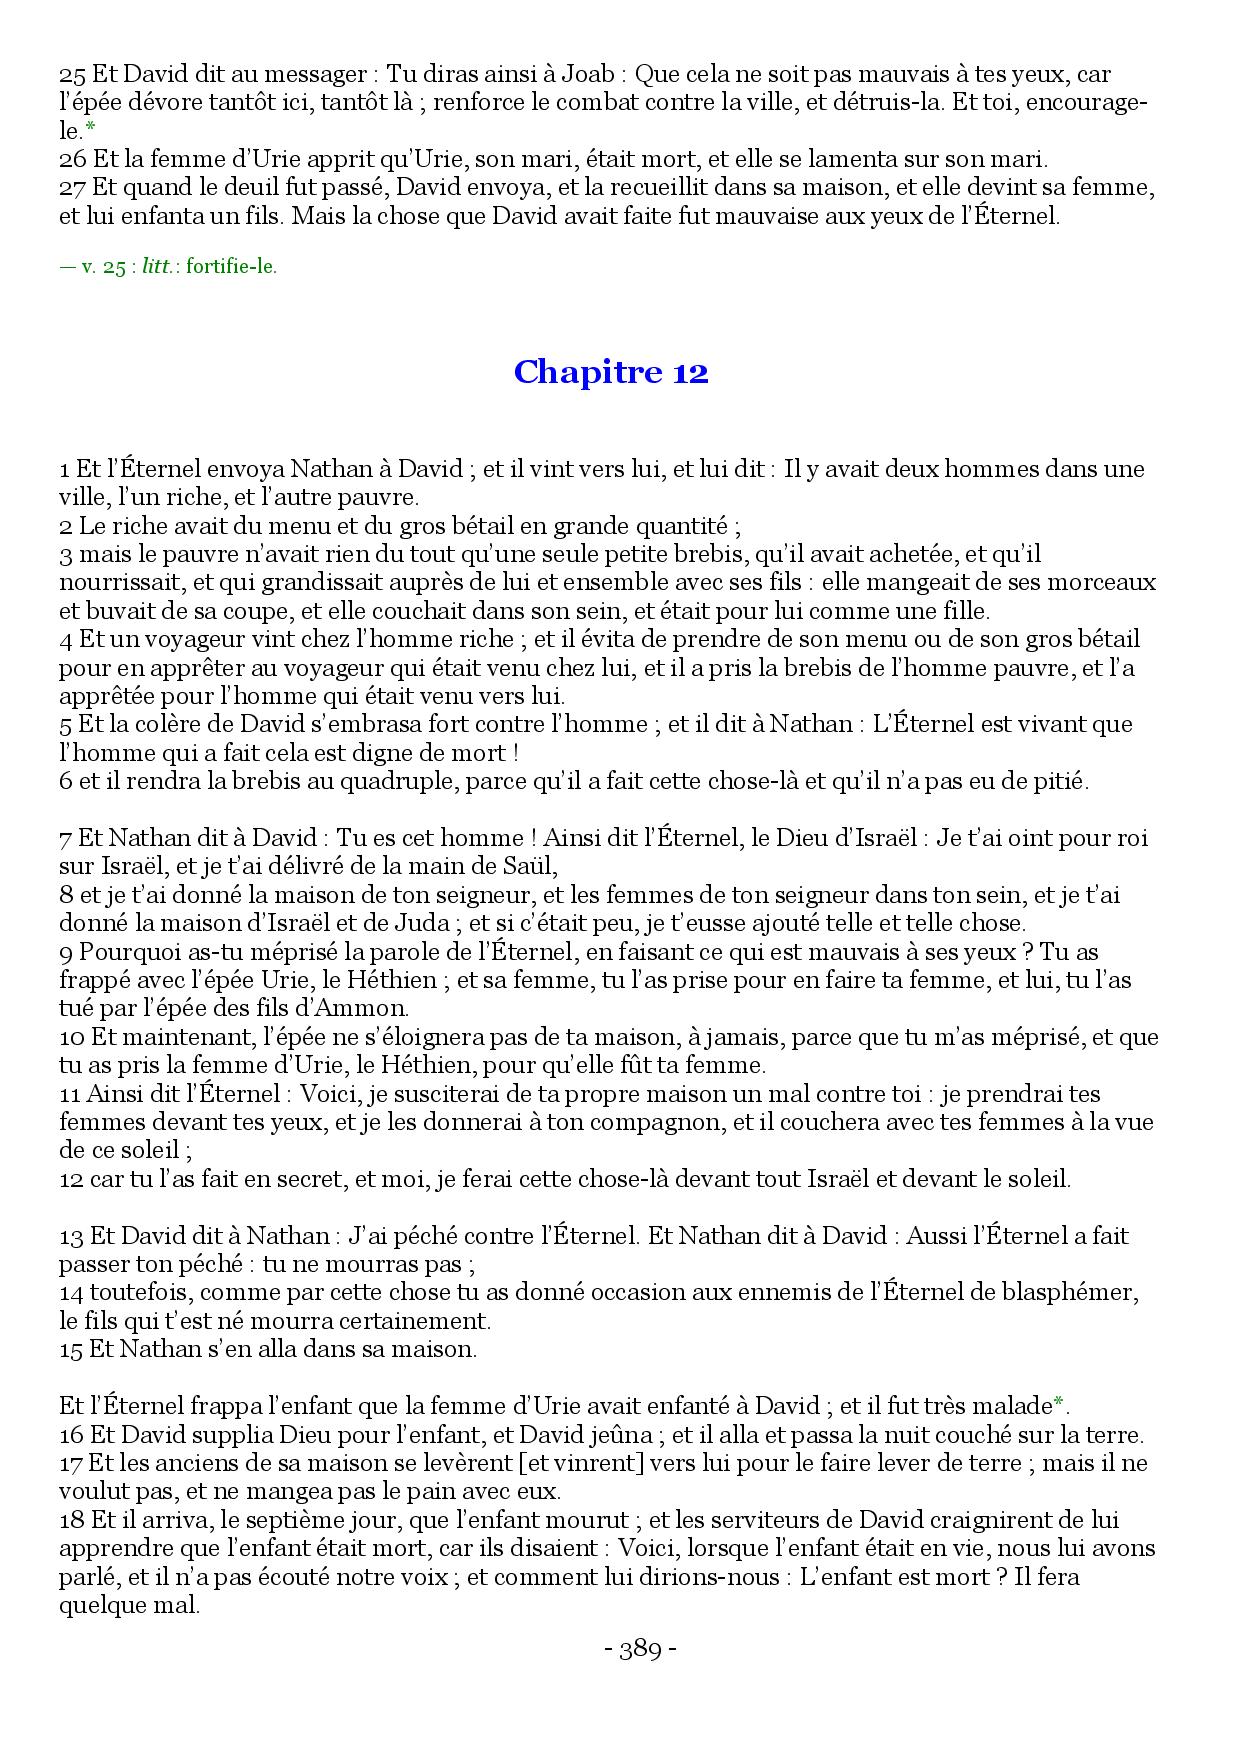 25 Et David dit au messager : Tu diras ainsi à Joab : Que cela ne soit pas mauvais à tes yeux, car
l’épée dévore tantôt ici, tantôt là ; renforce le combat contre la ville, et détruis-la. Et toi, encourage-
le.*
26 Et la femme d’Urie apprit qu’Urie, son mari, était mort, et elle se lamenta sur son mari.
27 Et quand le deuil fut passé, David envoya, et la recueillit dans sa maison, et elle devint sa femme,
et lui enfanta un fils. Mais la chose que David avait faite fut mauvaise aux yeux de l’Éternel.
— v. 25 : litt.: fortifie-le.
Chapitre 12
1 Et l’Éternel envoya Nathan à David ; et il vint vers lui, et lui dit : Il y avait deux hommes dans une
ville, l’un riche, et l’autre pauvre.
2 Le riche avait du menu et du gros bétail en grande quantité ;
3 mais le pauvre n’avait rien du tout qu’une seule petite brebis, qu’il avait achetée, et qu’il
nourrissait, et qui grandissait auprès de lui et ensemble avec ses fils : elle mangeait de ses morceaux
et buvait de sa coupe, et elle couchait dans son sein, et était pour lui comme une fille.
4 Et un voyageur vint chez l’homme riche ; et il évita de prendre de son menu ou de son gros bétail
pour en apprêter au voyageur qui était venu chez lui, et il a pris la brebis de l’homme pauvre, et l’a
apprêtée pour l’homme qui était venu vers lui.
5 Et la colère de David s’embrasa fort contre l’homme ; et il dit à Nathan : L’Éternel est vivant que
l’homme qui a fait cela est digne de mort !
6 et il rendra la brebis au quadruple, parce qu’il a fait cette chose-là et qu’il n’a pas eu de pitié.
7 Et Nathan dit à David : Tu es cet homme ! Ainsi dit l’Éternel, le Dieu d’Israël : Je t’ai oint pour roi
sur Israël, et je t’ai délivré de la main de Saül,
8 et je t’ai donné la maison de ton seigneur, et les femmes de ton seigneur dans ton sein, et je t’ai
donné la maison d’Israël et de Juda ; et si c’était peu, je t’eusse ajouté telle et telle chose.
9 Pourquoi as-tu méprisé la parole de l’Éternel, en faisant ce qui est mauvais à ses yeux ? Tu as
frappé avec l’épée Urie, le Héthien ; et sa femme, tu l’as prise pour en faire ta femme, et lui, tu l’as
tué par l’épée des fils d’Ammon.
10 Et maintenant, l’épée ne s’éloignera pas de ta maison, à jamais, parce que tu m’as méprisé, et que
tu as pris la femme d’Urie, le Héthien, pour qu’elle fût ta femme.
11 Ainsi dit l’Éternel : Voici, je susciterai de ta propre maison un mal contre toi : je prendrai tes
femmes devant tes yeux, et je les donnerai à ton compagnon, et il couchera avec tes femmes à la vue
de ce soleil ;
12 car tu l’as fait en secret, et moi, je ferai cette chose-là devant tout Israël et devant le soleil.
13 Et David dit à Nathan : J’ai péché contre l’Éternel. Et Nathan dit à David : Aussi l’Éternel a fait
passer ton péché : tu ne mourras pas ;
14 toutefois, comme par cette chose tu as donné occasion aux ennemis de l’Éternel de blasphémer,
le fils qui t’est né mourra certainement.
15 Et Nathan s’en alla dans sa maison.
Et l’Éternel frappa l’enfant que la femme d’Urie avait enfanté à David ; et il fut très malade*.
16 Et David supplia Dieu pour l’enfant, et David jeûna ; et il alla et passa la nuit couché sur la terre.
17 Et les anciens de sa maison se levèrent [et vinrent] vers lui pour le faire lever de terre ; mais il ne
voulut pas, et ne mangea pas le pain avec eux.
18 Et il arriva, le septième jour, que l’enfant mourut ; et les serviteurs de David craignirent de lui
apprendre que l’enfant était mort, car ils disaient : Voici, lorsque l’enfant était en vie, nous lui avons
parlé, et il n’a pas écouté notre voix ; et comment lui dirions-nous : L’enfant est mort ? Il fera
quelque mal.
- 389 -